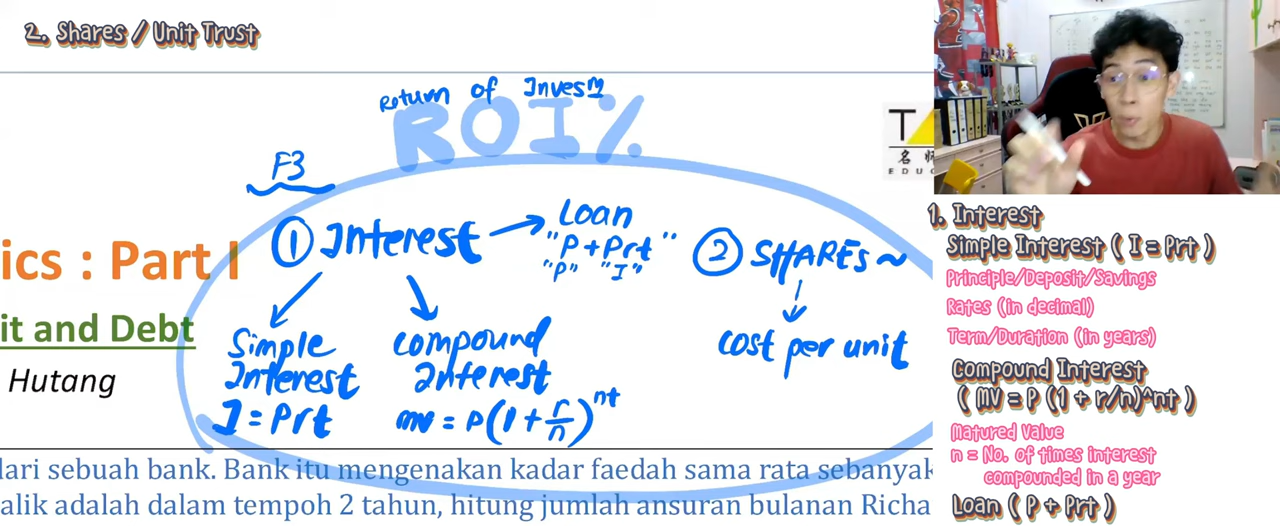 2. Shares / Unit Trust
Return of Invesm
ROI%
F3
① Interest → Loan
"P + Prt"
"P" "I"
② SHARES ~
Simple
Interest
I = Prt
compound
Interest
MV = P(1 + r/n)^nt
cost per unit
ics : Part I
it and Debt
Hutang
dari sebuah bank. Bank itu mengenakan kadar faedah sama rata sebanyak
alik adalah dalam tempoh 2 tahun, hitung jumlah ansuran bulanan Richa
名师
EDUC
1. Interest
Simple Interest ( I = Prt )
Principle/Deposit/Savings
Rates (in decimal)
Term/Duration (in years)
Compound Interest
( MV = P (1 + r/n)^nt )
Matured Value
n = No. of times interest
compounded in a year
Loan ( P + Prt )